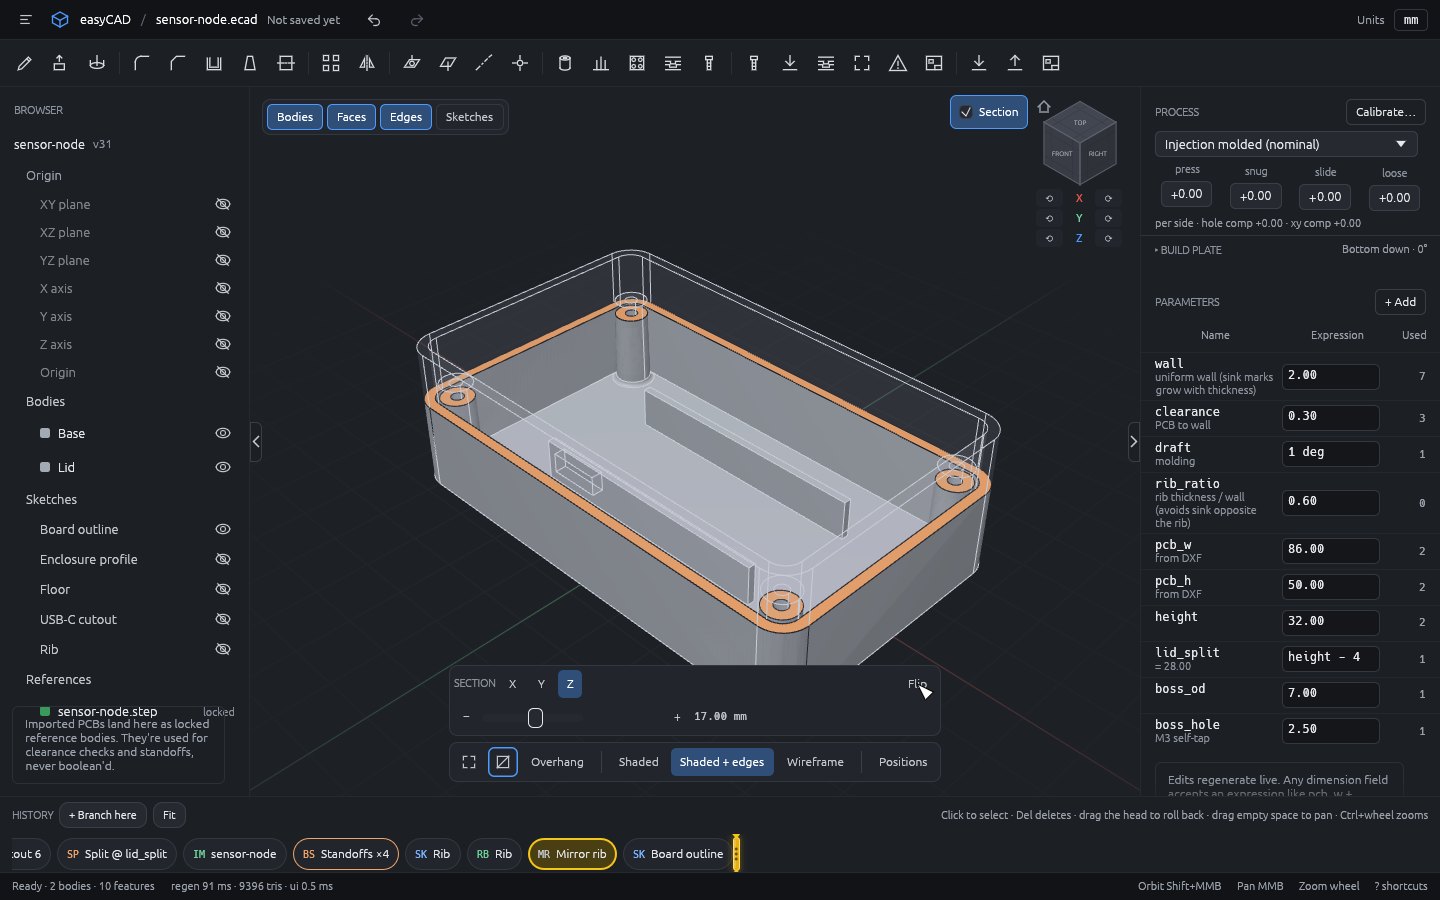 easyCAD / sensor-node.ecad Not saved yet
Units mm
BROWSER
sensor-node v31
Origin
XY plane
XZ plane
YZ plane
X axis
Y axis
Z axis
Origin
Bodies
Base
Lid
Sketches
Board outline
Enclosure profile
Floor
USB-C cutout
Rib
References
sensor-node.step locked
Imported PCBs land here as locked
reference bodies. They're used for
clearance checks and standoffs,
never boolean'd.
Bodies Faces Edges Sketches
Section
TOP
FRONT RIGHT
X
Y
Z
SECTION X Y Z
− + 17.00 mm
Overhang Shaded Shaded + edges Wireframe Positions
PROCESS Calibrate...
Injection molded (nominal)
press snug slide loose
+0.00 +0.00 +0.00 +0.00
per side · hole comp +0.00 · xy comp +0.00
BUILD PLATE Bottom down · 0°
PARAMETERS + Add
Name Expression Used
wall 2.00 7
uniform wall (sink marks
grow with thickness)
clearance 0.30 3
PCB to wall
draft 1 deg 1
molding
rib_ratio 0.60 0
rib thickness / wall
(avoids sink opposite
the rib)
pcb_w 86.00 2
from DXF
pcb_h 50.00 2
from DXF
height 32.00 2
lid_split height - 4 1
= 28.00
boss_od 7.00 1
boss_hole 2.50 1
M3 self-tap
Edits regenerate live. Any dimension field
accepts an expression like pcb_w +
HISTORY + Branch here Fit
Click to select · Del deletes · drag the head to roll back · drag empty space to pan · Ctrl+wheel zooms
out 6 SP Split @ lid_split IM sensor-node BS Standoffs ×4 SK Rib RB Rib MR Mirror rib SK Board outline
Ready · 2 bodies · 10 features regen 91 ms · 9396 tris · ui 0.5 ms
Orbit Shift+MMB Pan MMB Zoom wheel ? shortcuts